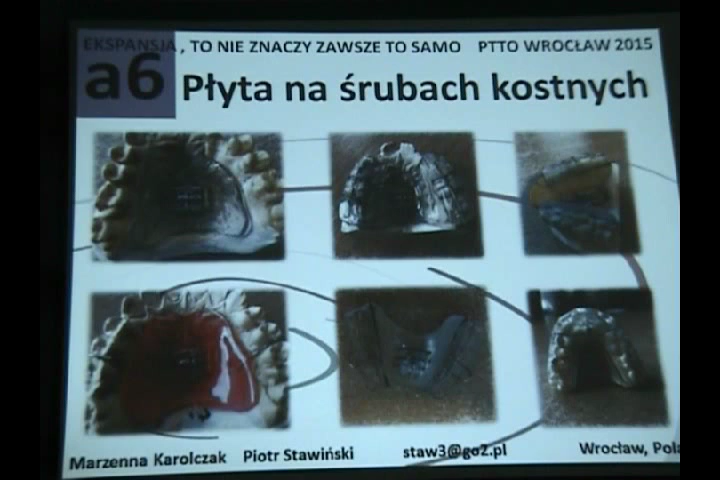 EKSPANSJA, TO NIE ZNACZY ZAWSZE TO SAMO PTTO WROCŁAW 2015
a6 Płyta na śrubach kostnych
Marzenna Karolczak Piotr Stawiński staw3@go2.pl Wrocław, Pola